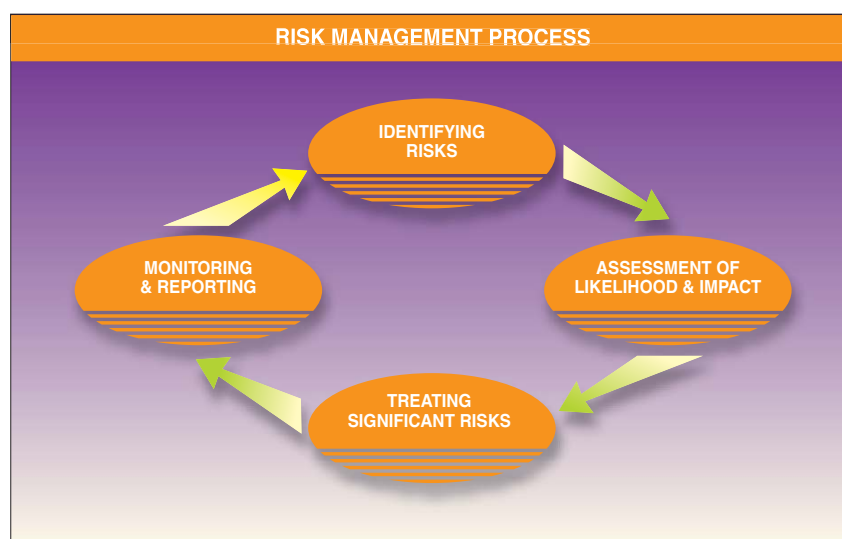 RISK MANAGEMENT PROCESS
IDENTIFYING
RISKS
ASSESSMENT OF
LIKELIHOOD & IMPACT
TREATING
SIGNIFICANT RISKS
MONITORING
& REPORTING